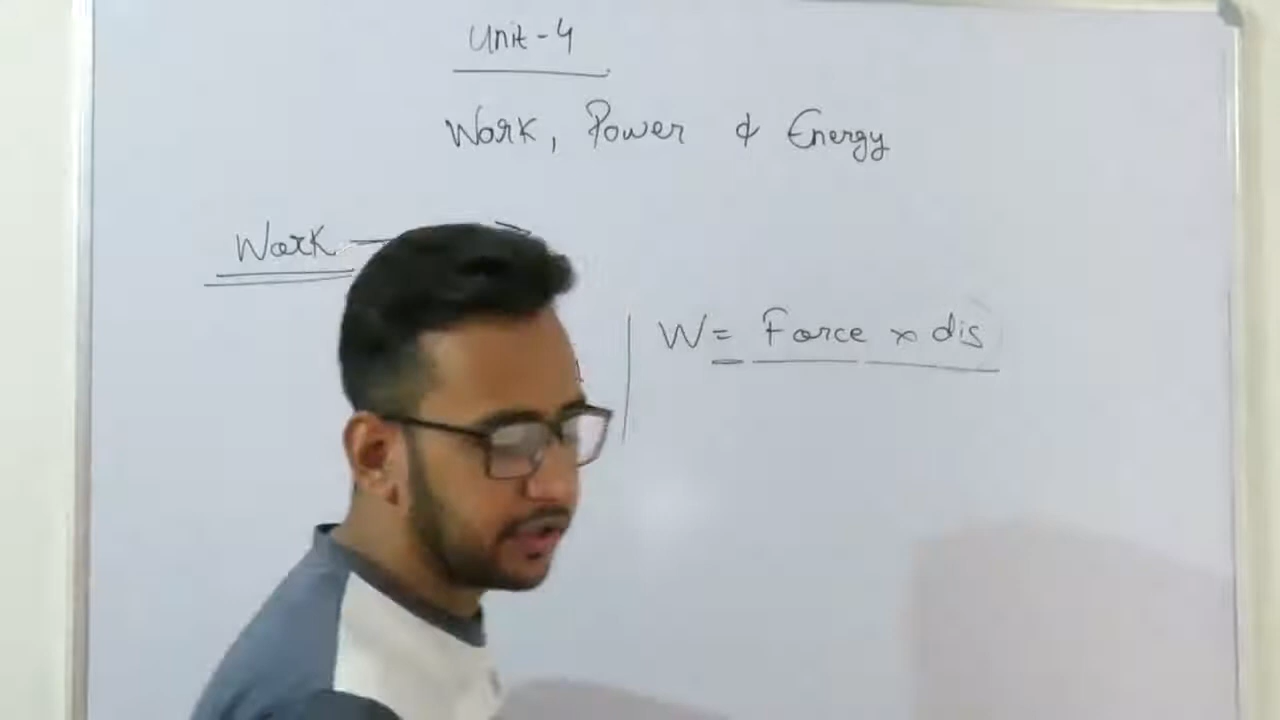 Unit - 4
Work, Power & Energy
Work
W = Force × dis